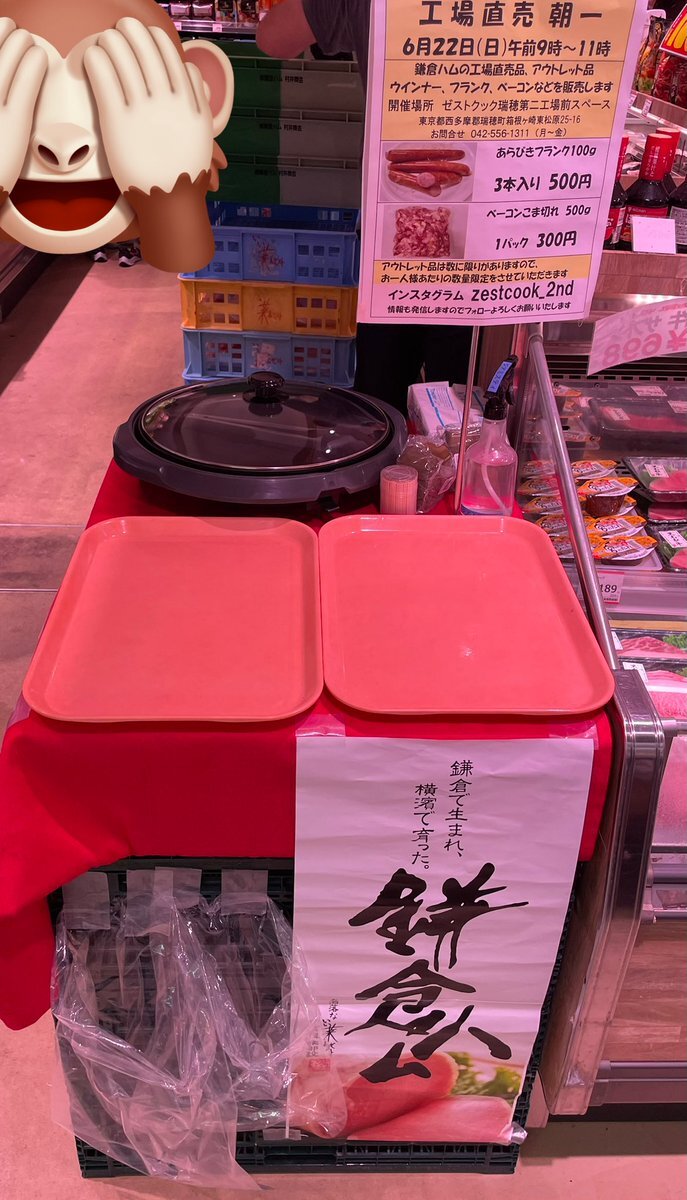 工場直売 朝一
6月22日(日)午前9時〜11時
鎌倉ハムの工場直売品、アウトレット品
ウインナー、フランク、ベーコンなどを販売します
開催場所 ゼストクック瑞穂第二工場前スペース
東京都西多摩郡瑞穂町箱根ヶ崎東松原25-16
お問合せ 042-556-1311(月〜金)
あらびきフランク100g
3本入り 500円
ベーコンこま切れ 500g
1パック 300円
アウトレット品は数に限りがありますので、
お一人様あたりの数量限定をさせていただきます
インスタグラム zestcook_2nd
情報も発信しますのでフォローよろしくお願いいたします
¥698
189
鎌倉で生まれ、
横濱で育った。
鎌倉ハム